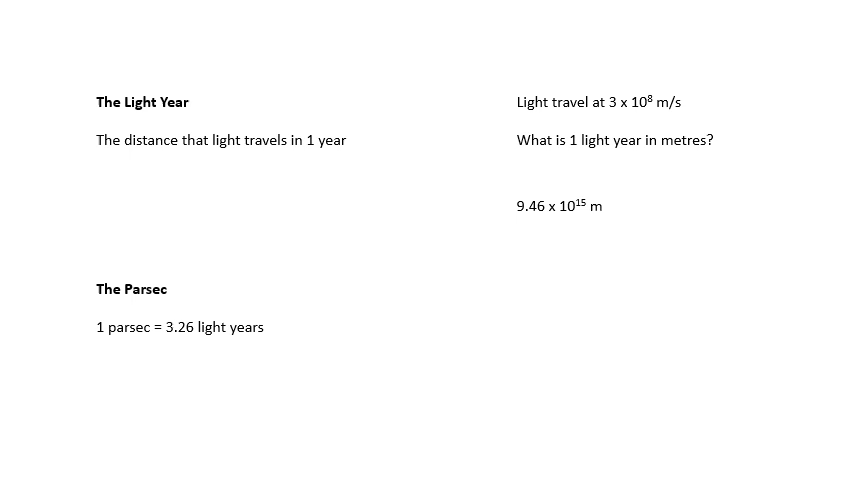 The Light Year
The distance that light travels in 1 year
Light travel at 3 x 10⁸ m/s
What is 1 light year in metres?
9.46 x 10¹⁵ m
The Parsec
1 parsec = 3.26 light years